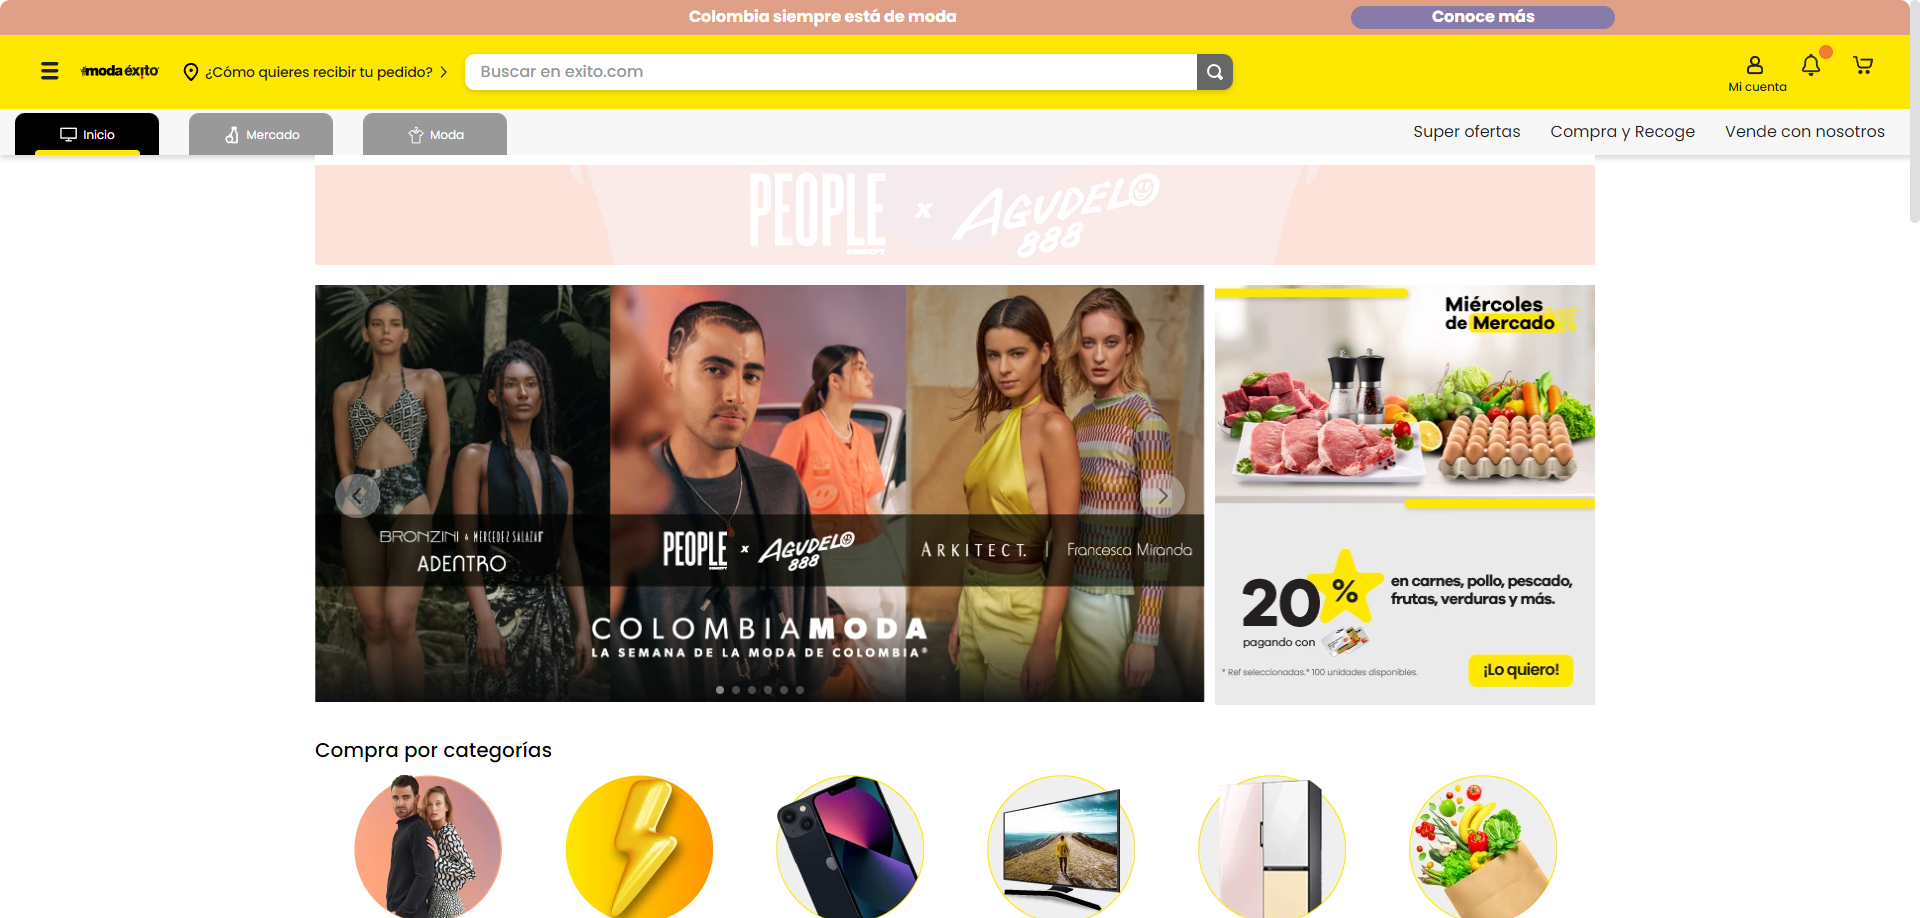 Colombia siempre está de moda
Conoce más
#moda éxito
¿Cómo quieres recibir tu pedido?
Buscar en exito.com
Mi cuenta
Inicio
Mercado
Moda
Super ofertas
Compra y Recoge
Vende con nosotros
PEOPLE x AGUDELO
CONCEPT 888
BRONZINI & MERCEDEZ SALAZAR
ADENTRO
PEOPLE x AGUDELO
CONCEPT 888
ARKITECT. | Francesca Miranda
COLOMBIAMODA
LA SEMANA DE LA MODA DE COLOMBIA®
Miércoles
de Mercado
20%
en carnes, pollo, pescado,
frutas, verduras y más.
pagando con
* Ref seleccionadas.* 100 unidades disponibles.
¡Lo quiero!
Compra por categorías